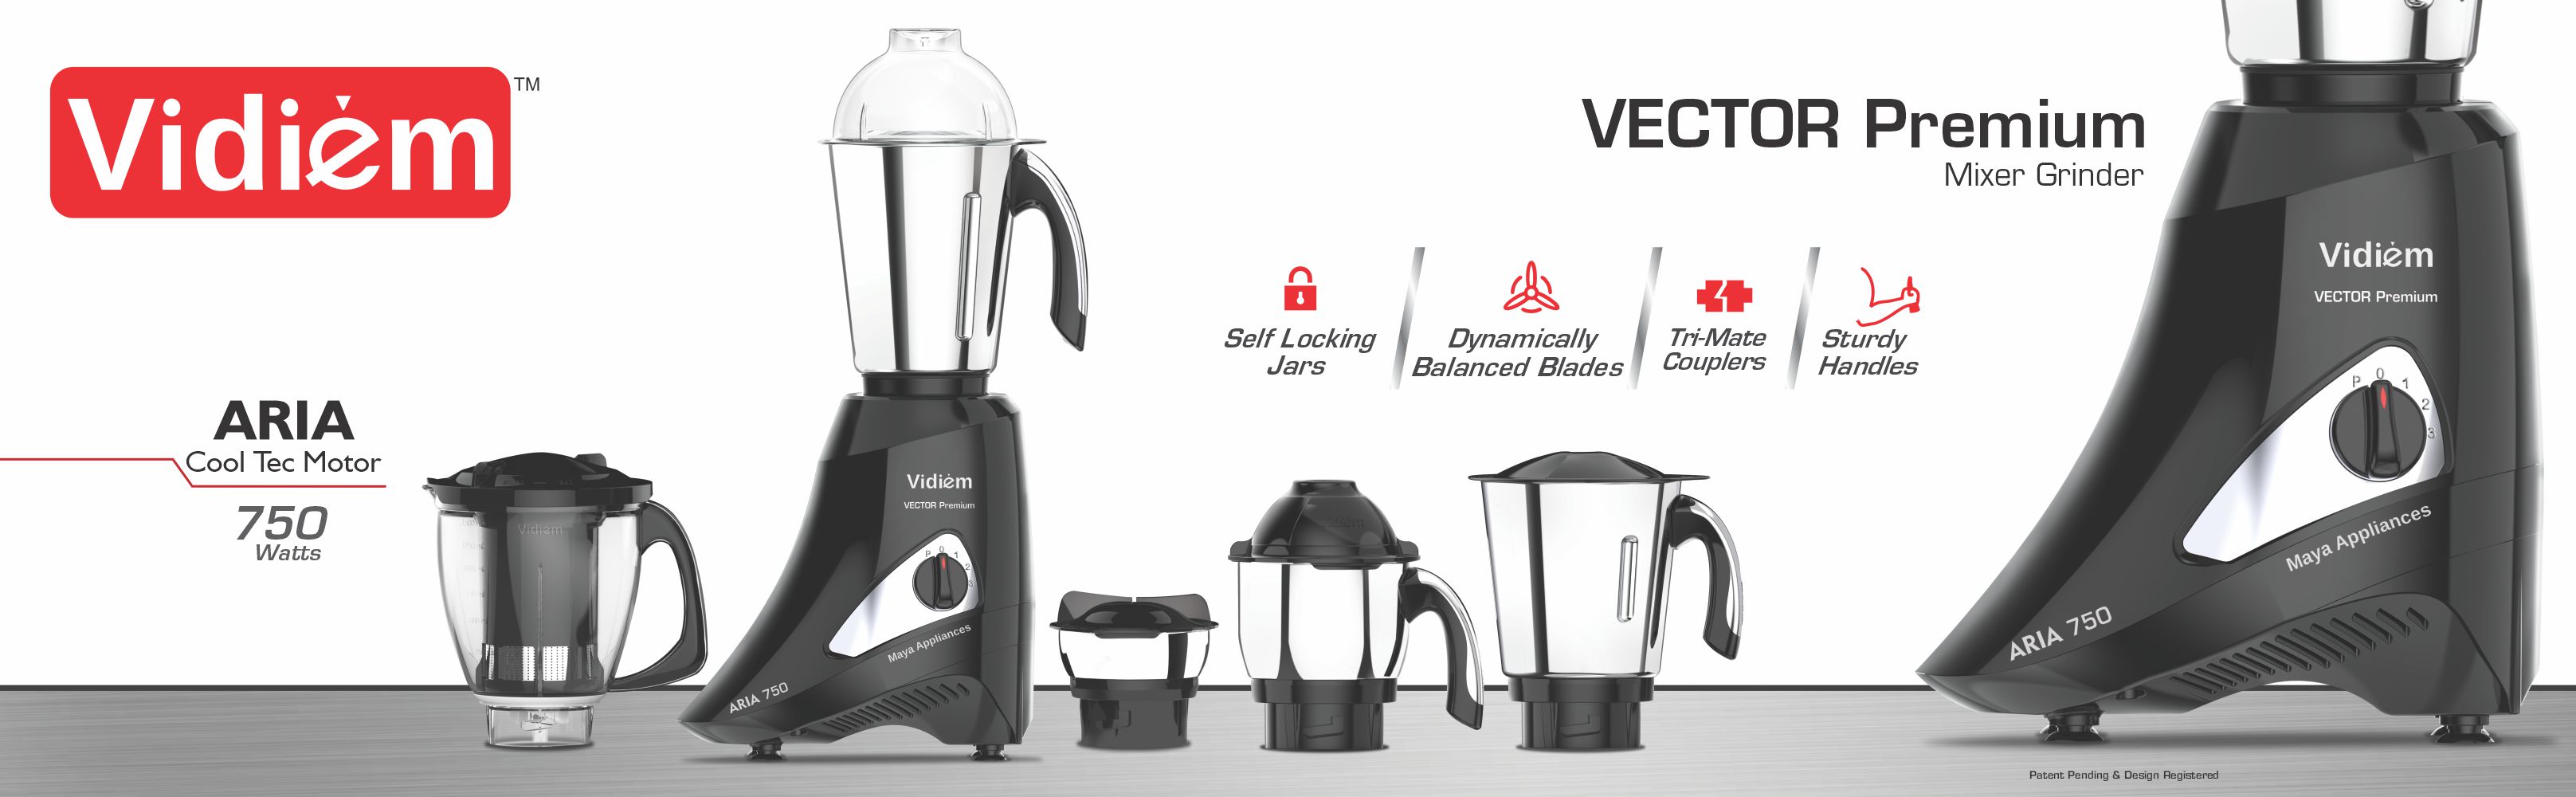 Vidiem TM
ARIA
Cool Tec Motor
750
Watts
Vidiem
Vidiem
VECTOR Premium
P 0 1 2 3
Maya Appliances
ARIA 750
VECTOR Premium
Mixer Grinder
Self Locking
Jars
Dynamically
Balanced Blades
Tri-Mate
Couplers
Sturdy
Handles
Vidiem
VECTOR Premium
P 0 1 2 3
Maya Appliances
ARIA 750
Patent Pending & Design Registered